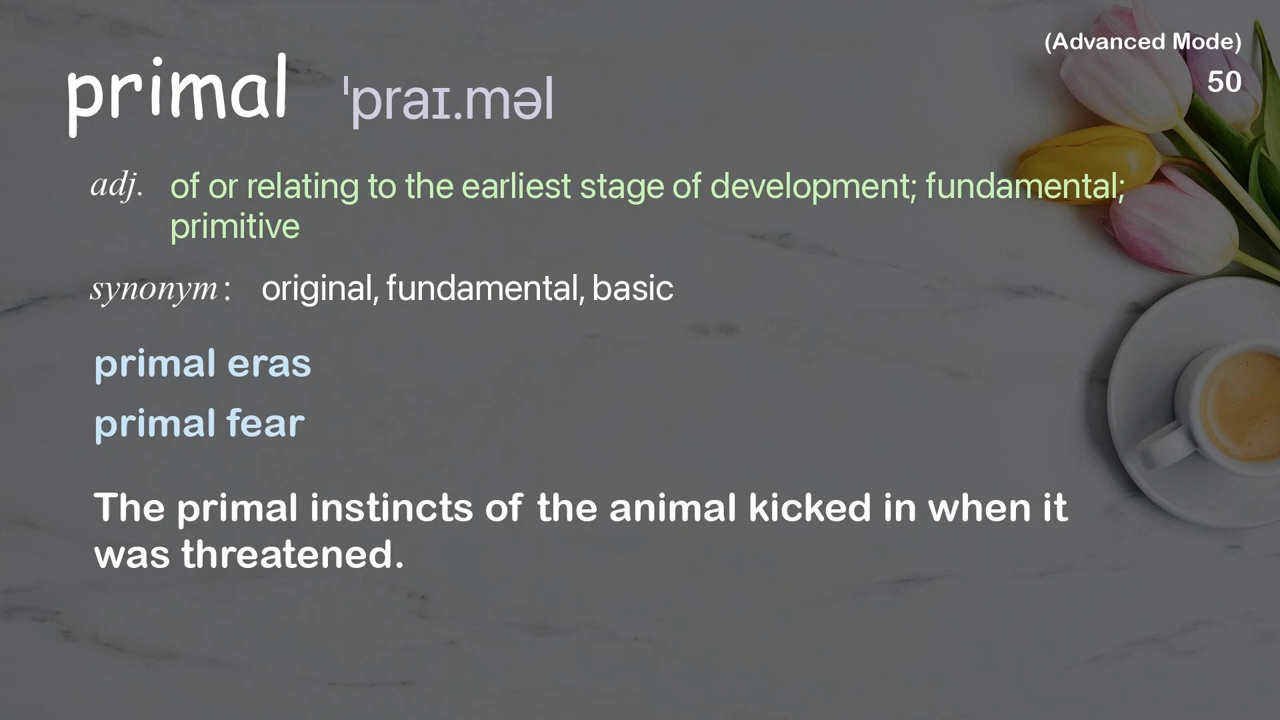 (Advanced Mode)
50
primal ˈpraɪ.məl
adj. of or relating to the earliest stage of development; fundamental;
primitive
synonym: original, fundamental, basic
primal eras
primal fear
The primal instincts of the animal kicked in when it
was threatened.